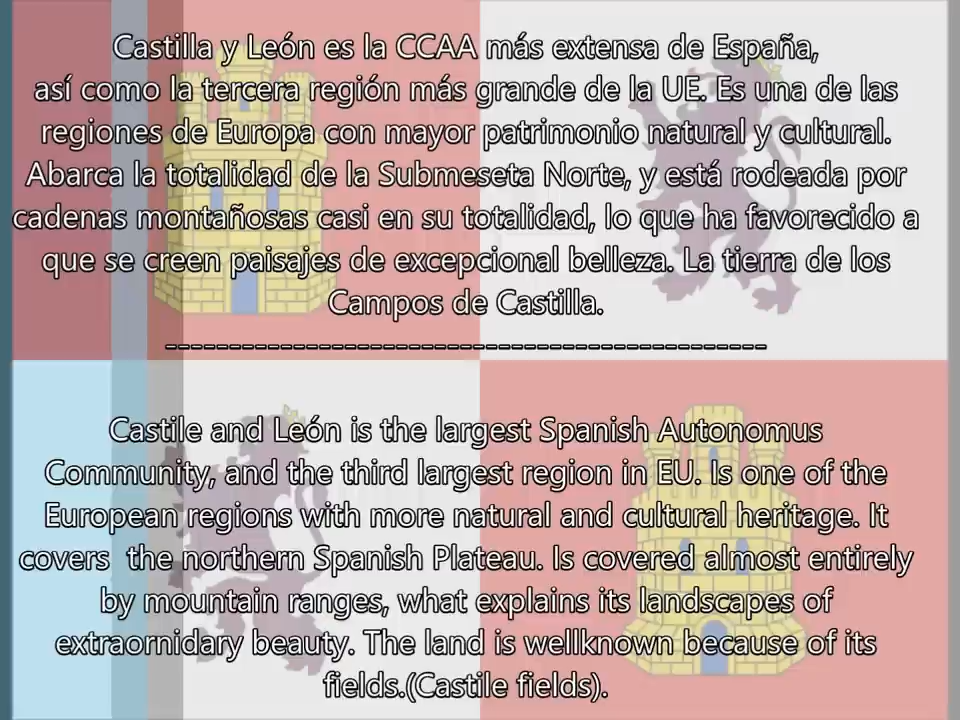 Castilla y León es la CCAA más extensa de España,
así como la tercera región más grande de la UE. Es una de las
regiones de Europa con mayor patrimonio natural y cultural.
Abarca la totalidad de la Submeseta Norte, y está rodeada por
cadenas montañosas casi en su totalidad, lo que ha favorecido a
que se creen paisajes de excepcional belleza. La tierra de los
Campos de Castilla.
-----------------------------------------------
Castile and León is the largest Spanish Autonomus
Community, and the third largest region in EU. Is one of the
European regions with more natural and cultural heritage. It
covers  the northern Spanish Plateau. Is covered almost entirely
by mountain ranges, what explains its landscapes of
extraornidary beauty. The land is wellknown because of its
fields.(Castile fields).